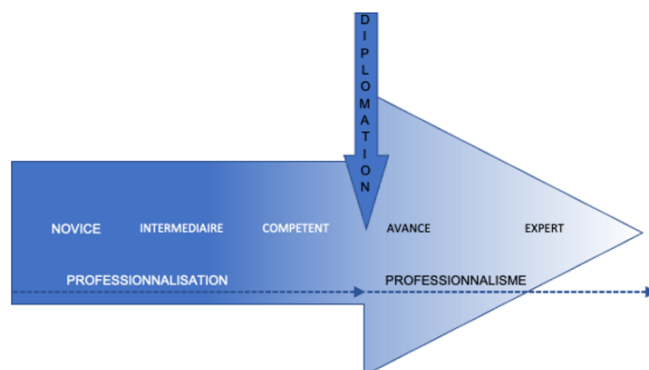 DIPLOMATION
NOVICE INTERMEDIAIRE COMPETENT AVANCE EXPERT
PROFESSIONNALISATION PROFESSIONNALISME